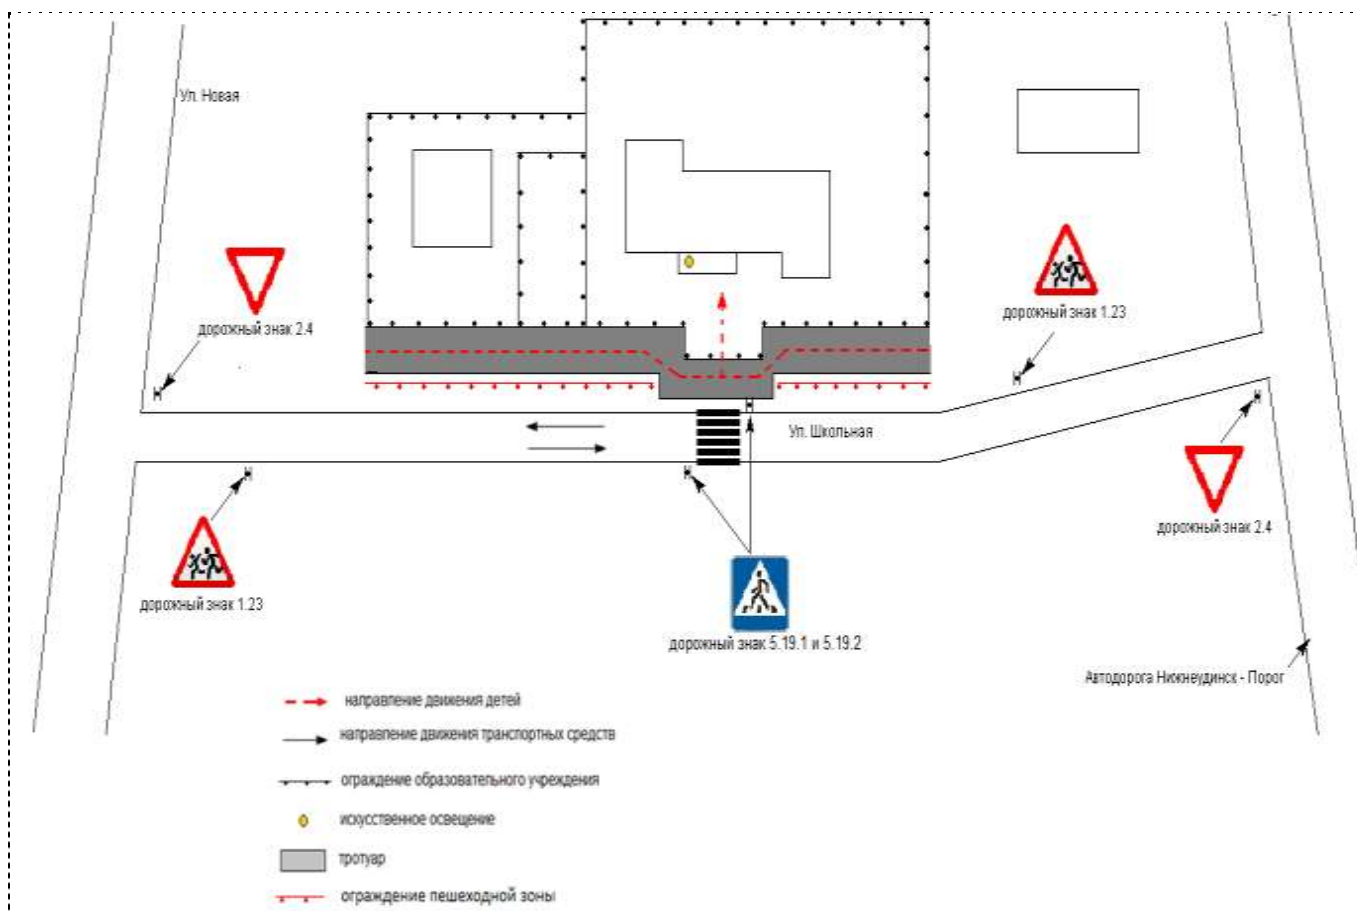 Ул. Новая
дорожный знак 2.4
дорожный знак 1.23
Ул. Школьная
дорожный знак 2.4
дорожный знак 1.23
дорожный знак 5.19.1 и 5.19.2
Автодорога Нижнеудинск - Порог
направление движения детей
направление движения транспортных средств
ограждение образовательного учреждения
искусственное освещение
тротуар
ограждение пешеходной зоны